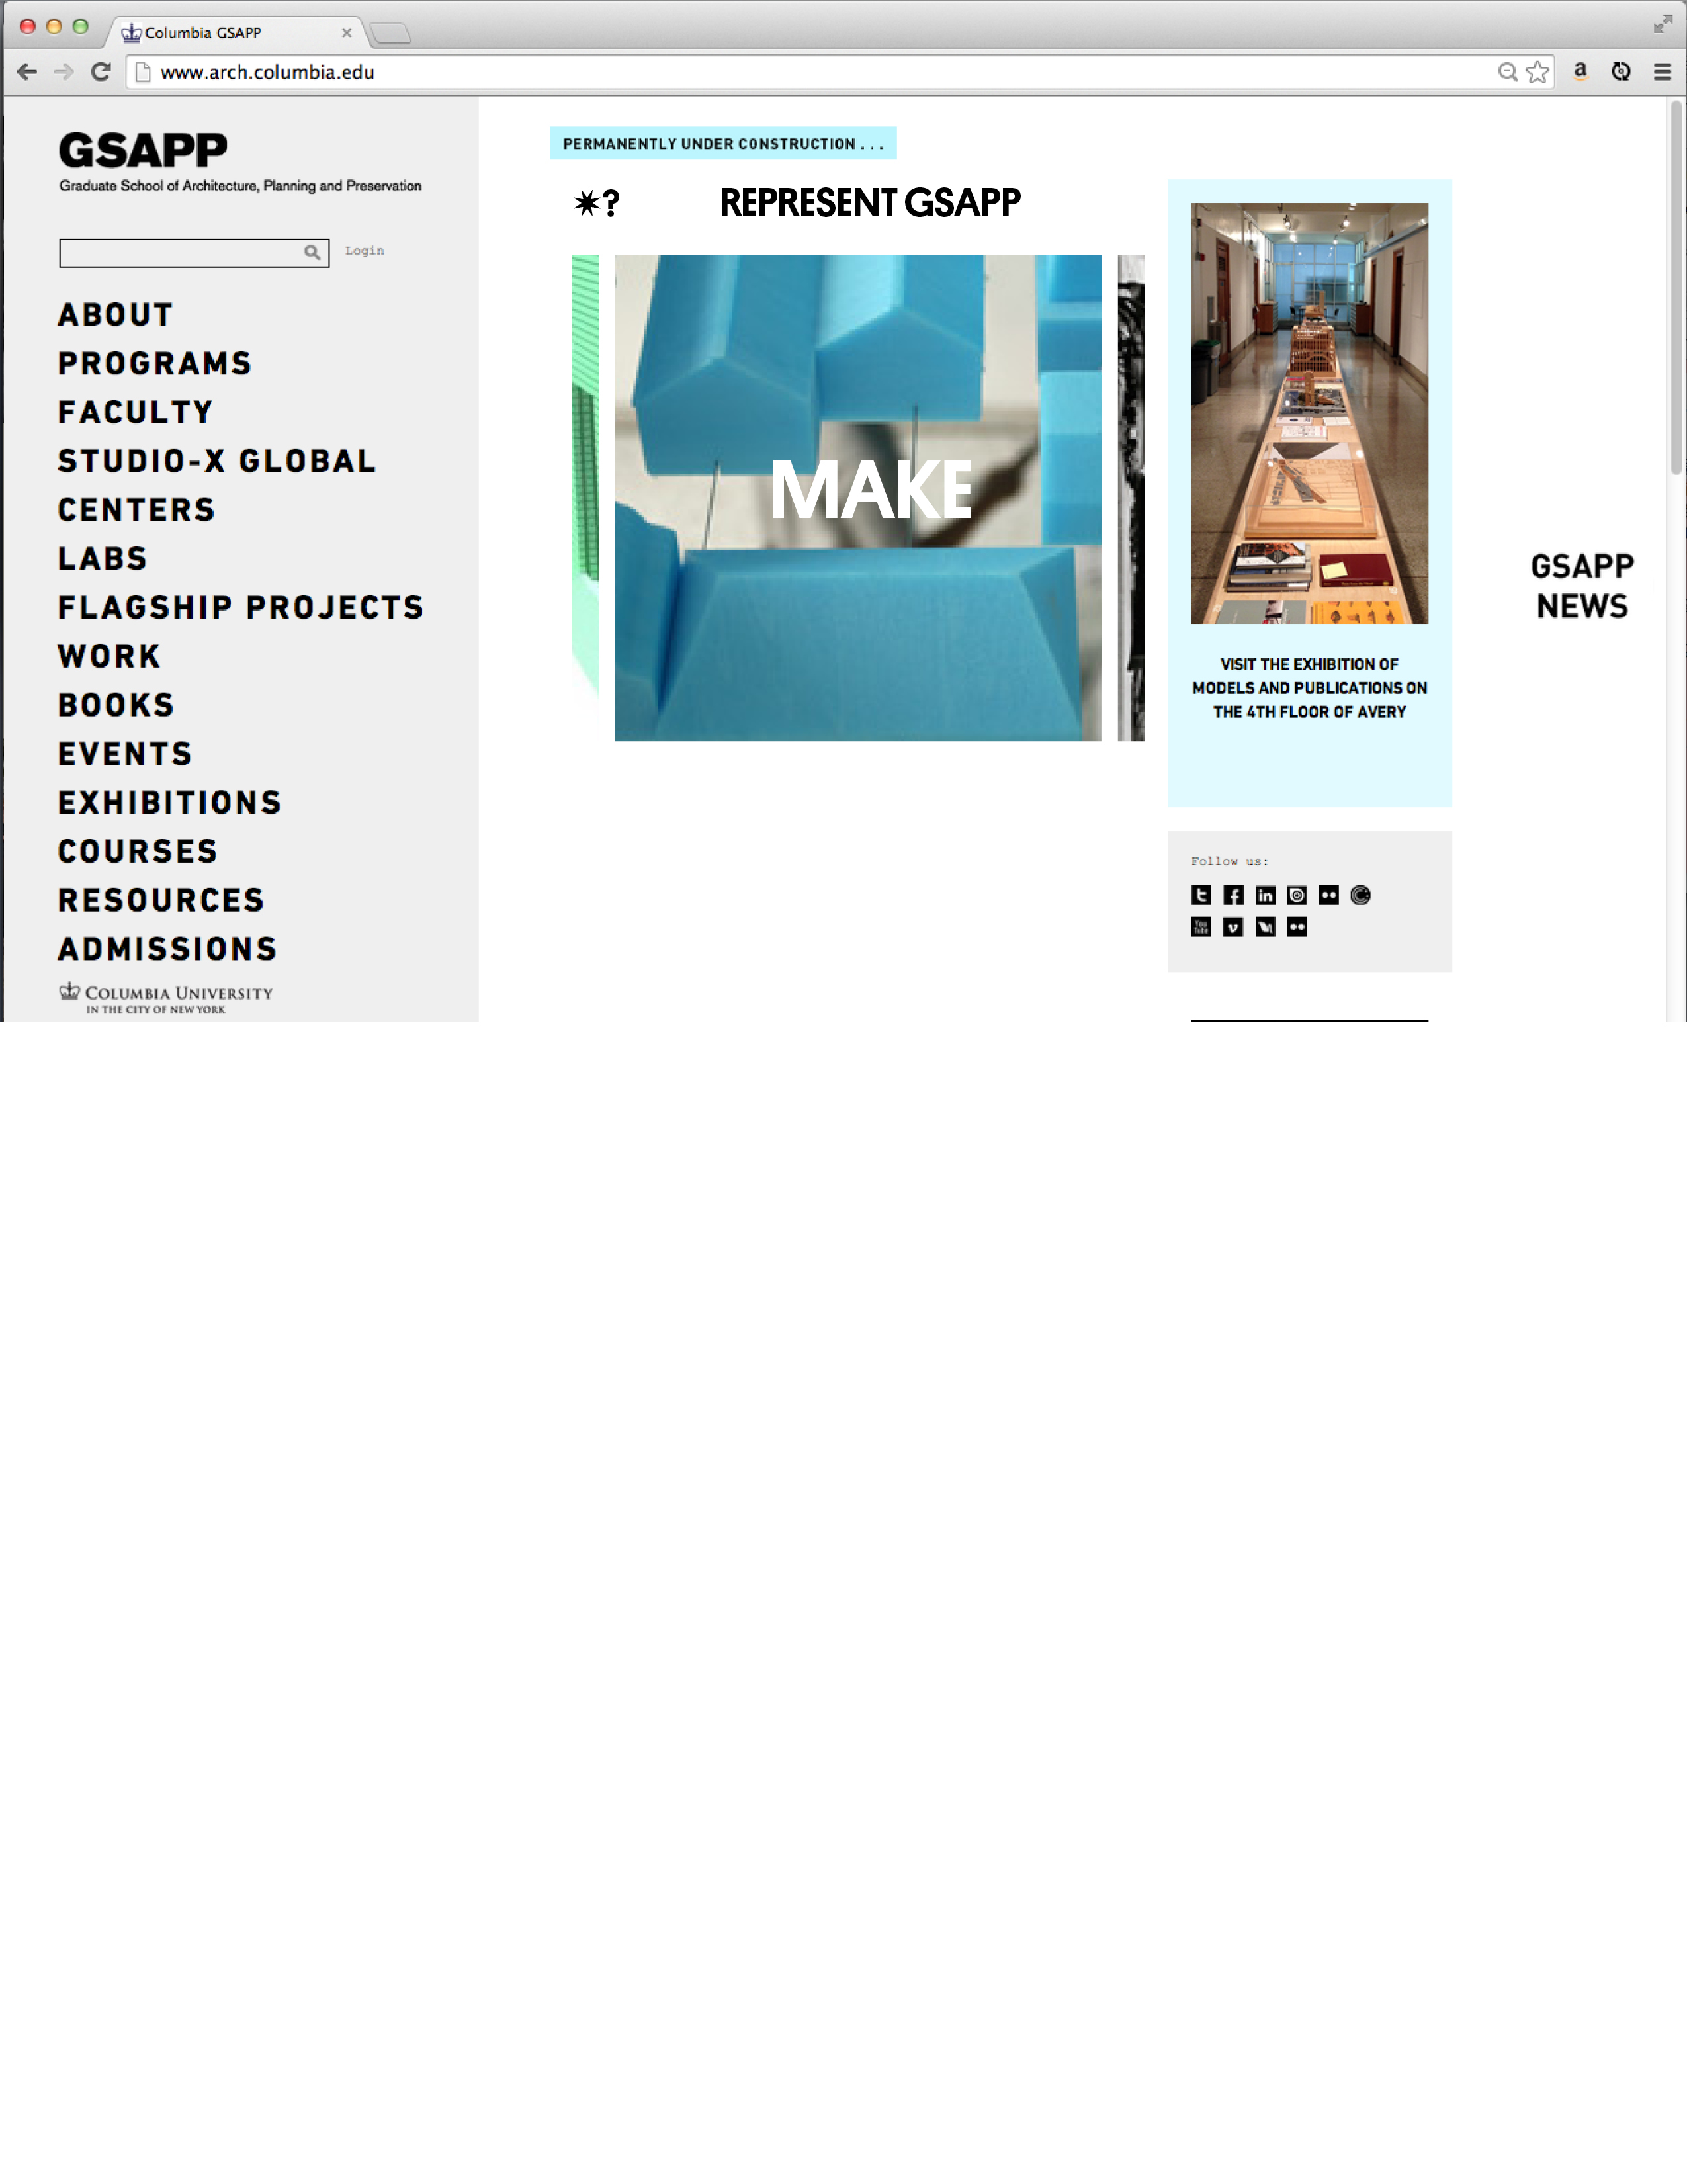 Columbia GSAPP
www.arch.columbia.edu
GSAPP
Graduate School of Architecture, Planning and Preservation
Login
ABOUT
PROGRAMS
FACULTY
STUDIO-X GLOBAL
CENTERS
LABS
FLAGSHIP PROJECTS
WORK
BOOKS
EVENTS
EXHIBITIONS
COURSES
RESOURCES
ADMISSIONS
COLUMBIA UNIVERSITY
IN THE CITY OF NEW YORK
PERMANENTLY UNDER CONSTRUCTION . . .
✷? REPRESENT GSAPP
MAKE
VISIT THE EXHIBITION OF
MODELS AND PUBLICATIONS ON
THE 4TH FLOOR OF AVERY
Follow us:
You
Tube
GSAPP
NEWS